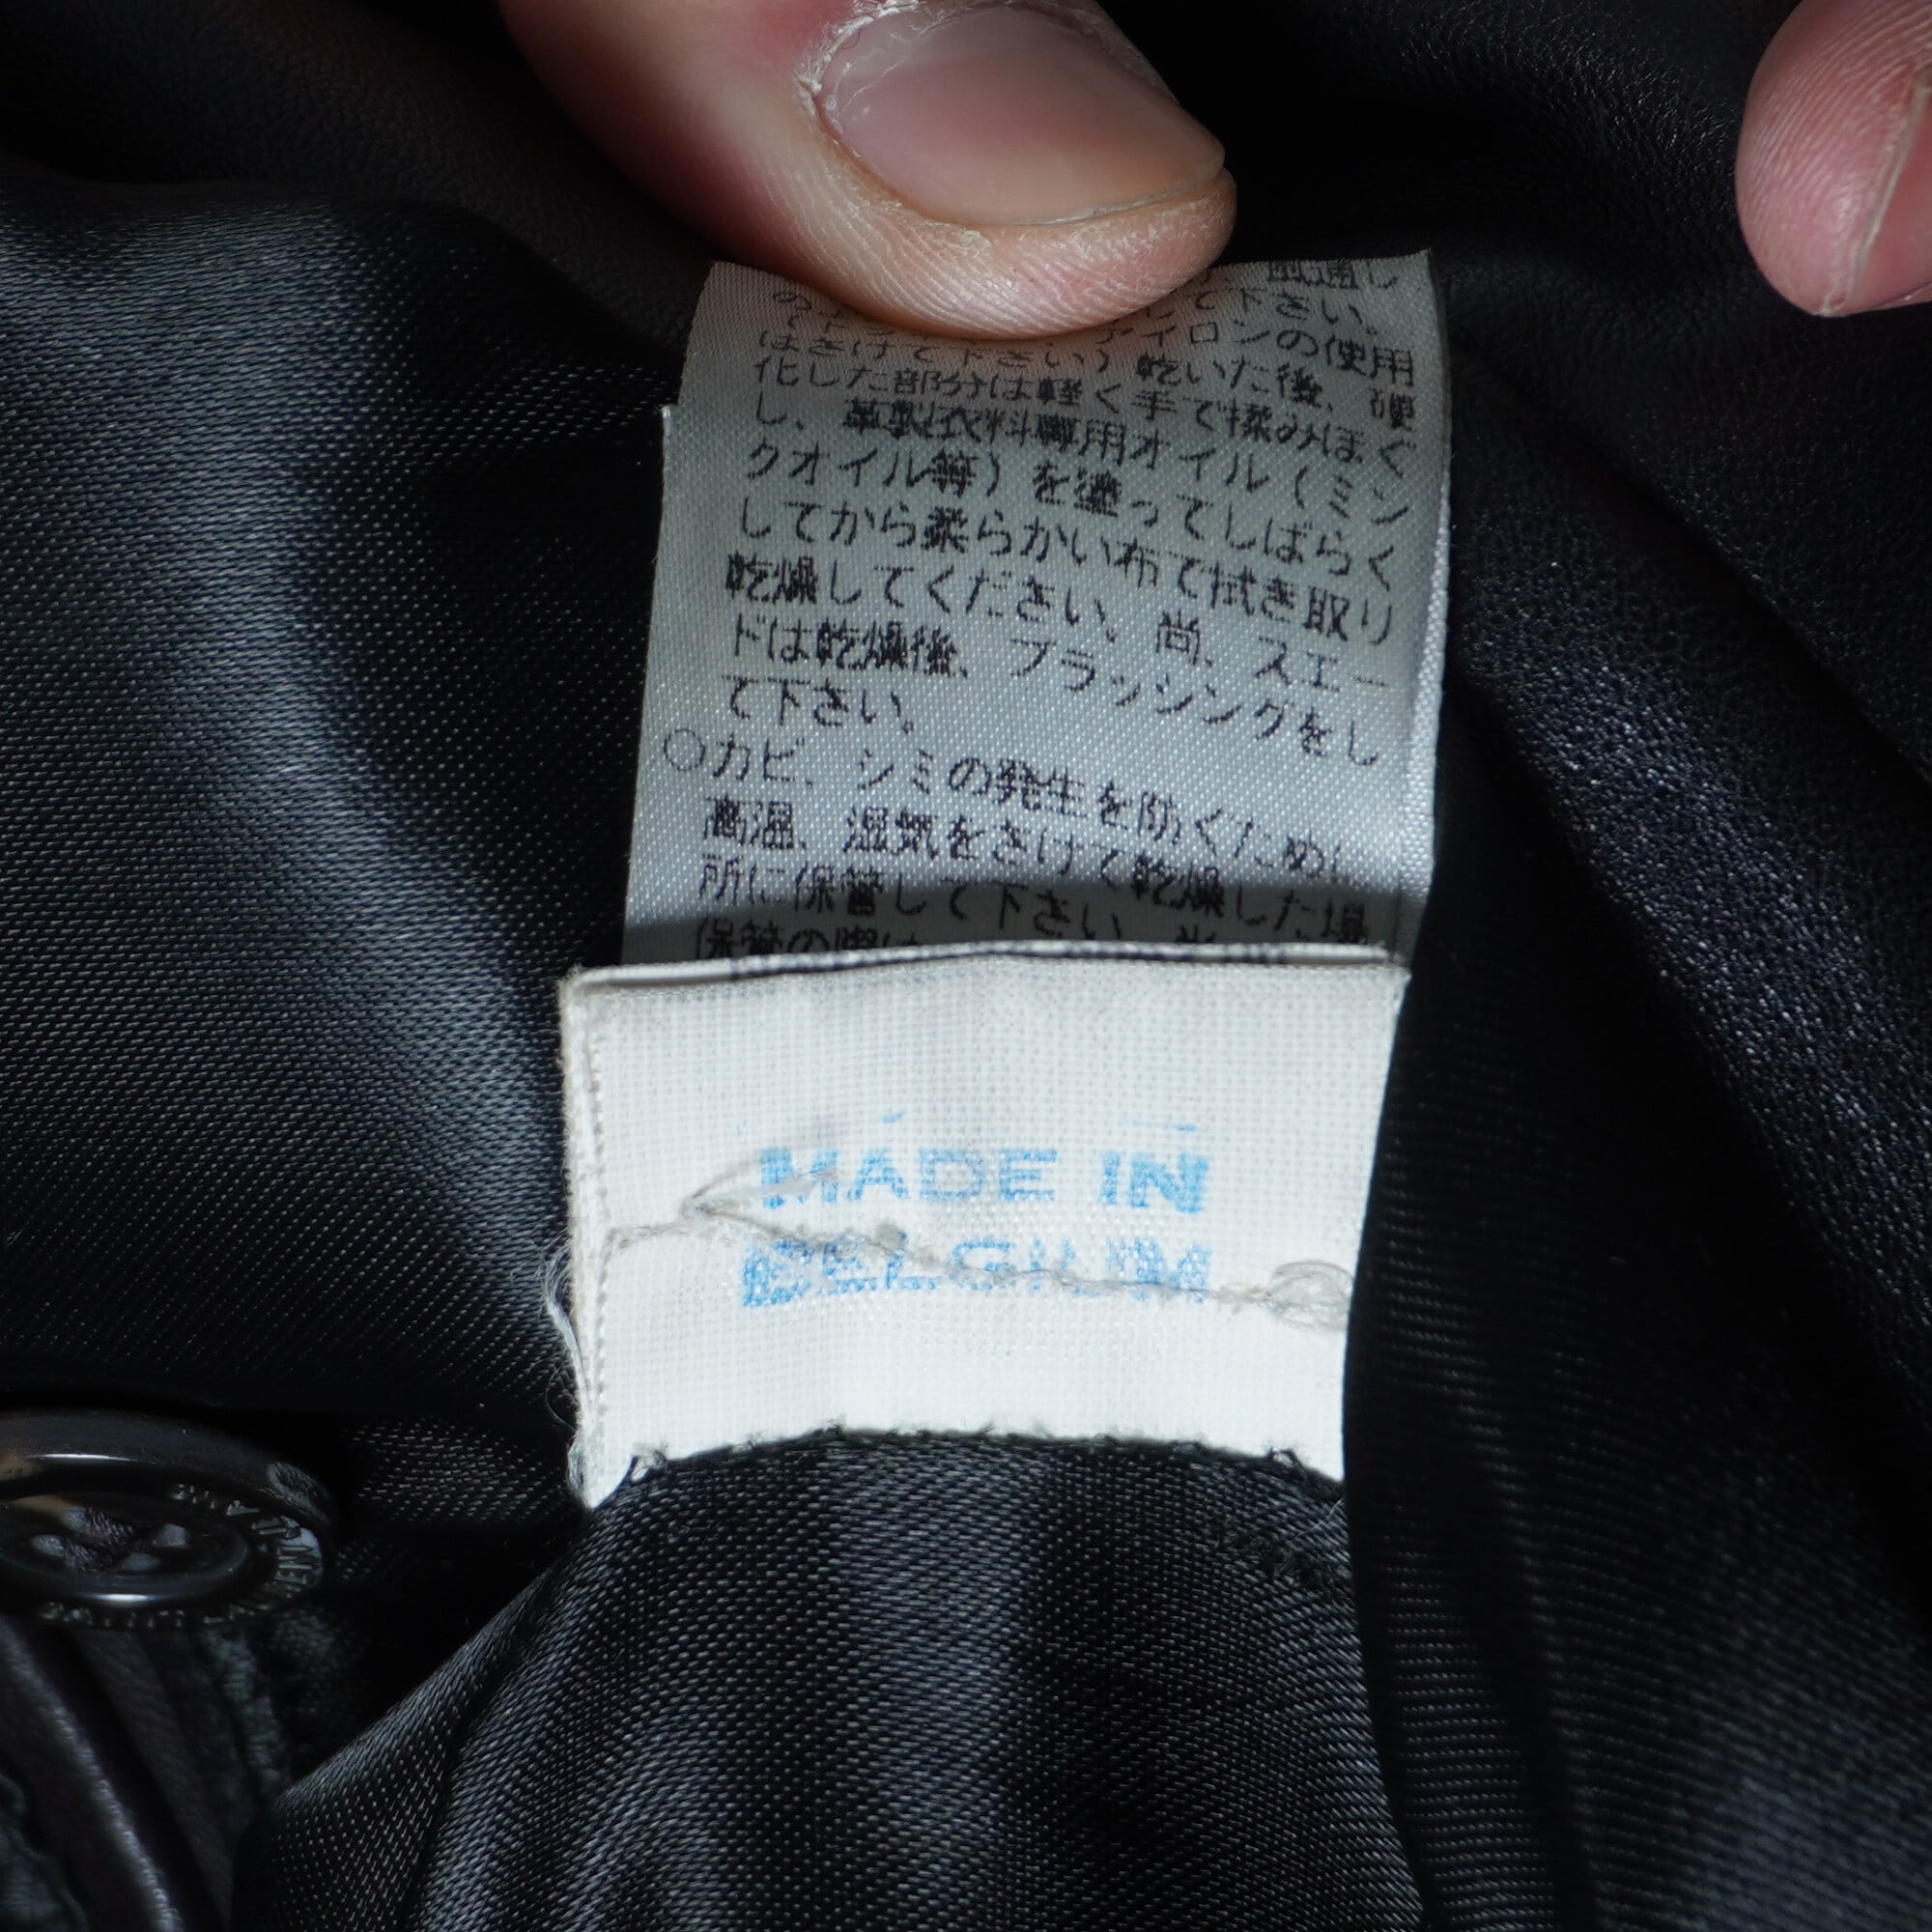 風通し
して下さい。
アイロンの使用
はさけて下さい）乾いた後、硬
化した部分は軽く手で揉みほぐ
し、革製衣料専用オイル（ミン
クオイル等）を塗ってしばらく
してから柔らかい布で拭き取り
乾燥してください。尚、スエー
ドは乾燥後、ブラッシングをし
て下さい。
○カビ、シミの発生を防ぐために
高温、湿気をさけて乾燥した場
所に保管して下さい。
保管の際は
MADE IN
BELGIUM